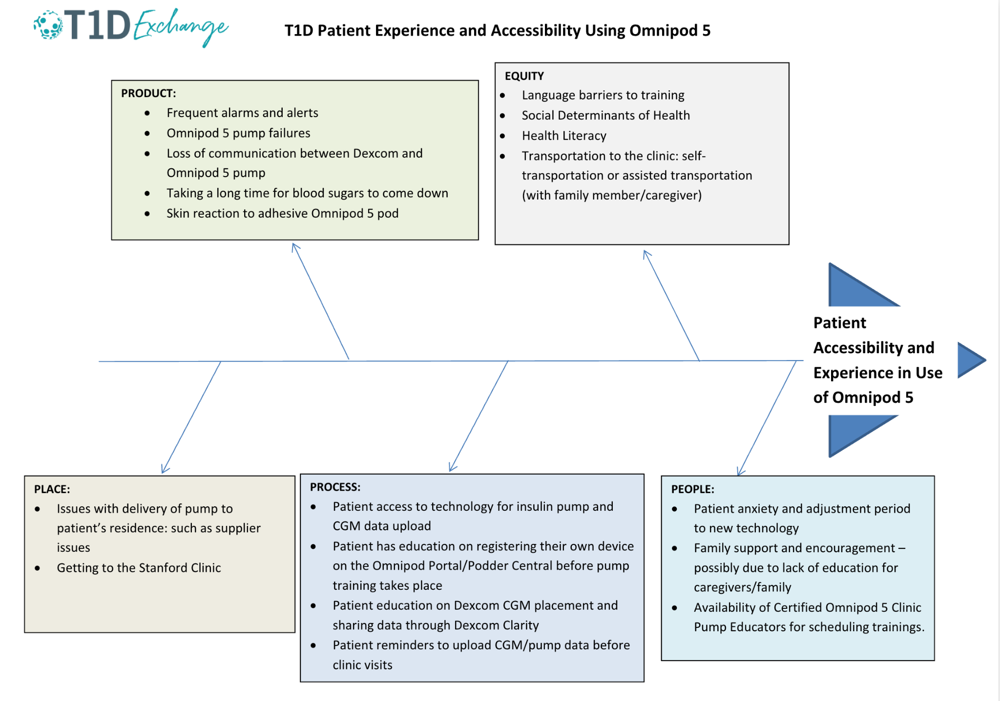 T1D Exchange
T1D Patient Experience and Accessibility Using Omnipod 5
PRODUCT:
• Frequent alarms and alerts
• Omnipod 5 pump failures
• Loss of communication between Dexcom and
Omnipod 5 pump
• Taking a long time for blood sugars to come down
• Skin reaction to adhesive Omnipod 5 pod
EQUITY
• Language barriers to training
• Social Determinants of Health
• Health Literacy
• Transportation to the clinic: self-
transportation or assisted transportation
(with family member/caregiver)
Patient
Accessibility and
Experience in Use
of Omnipod 5
PLACE:
• Issues with delivery of pump to
patient’s residence: such as supplier
issues
• Getting to the Stanford Clinic
PROCESS:
• Patient access to technology for insulin pump and
CGM data upload
• Patient has education on registering their own device
on the Omnipod Portal/Podder Central before pump
training takes place
• Patient education on Dexcom CGM placement and
sharing data through Dexcom Clarity
• Patient reminders to upload CGM/pump data before
clinic visits
PEOPLE:
• Patient anxiety and adjustment period
to new technology
• Family support and encouragement –
possibly due to lack of education for
caregivers/family
• Availability of Certified Omnipod 5 Clinic
Pump Educators for scheduling trainings.